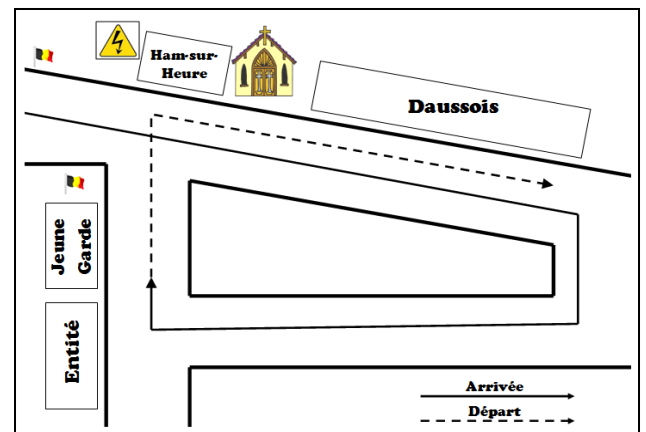 Ham-sur-
Heure
Daussois
Jeune
Garde
Entité
Arrivée
Départ